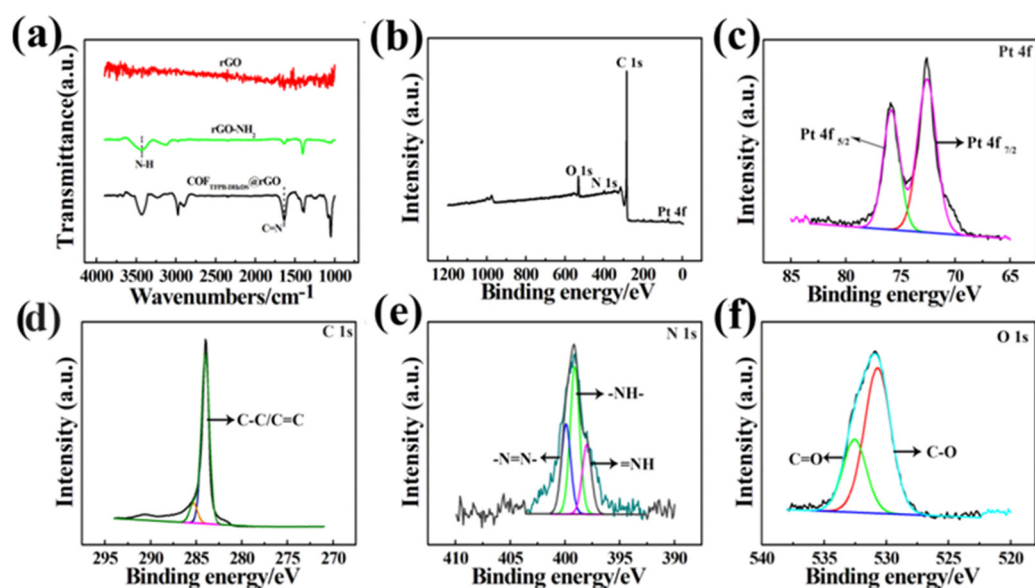 (a)
rGO
rGO-NH2
N-H
COFTFPB-DHzDS@rGO
C=N
Transmittance(a.u.)
4000 3500 3000 2500 2000 1500 1000
Wavenumbers/cm-1
(b)
C 1s
O 1s
N 1s
Pt 4f
Intensity (a.u.)
1200 1000 800 600 400 200 0
Binding energy/eV
(c)
Pt 4f
Pt 4f 5/2
Pt 4f 7/2
Intensity (a.u.)
85 80 75 70 65
Binding energy/eV
(d)
C 1s
C-C/C=C
Intensity (a.u.)
295 290 285 280 275 270
Binding energy/eV
(e)
N 1s
-NH-
-N=N-
=NH
Intensity (a.u.)
410 405 400 395 390
Binding energy/eV
(f)
O 1s
C=O
C-O
Intensity (a.u.)
540 535 530 525 520
Binding energy/eV